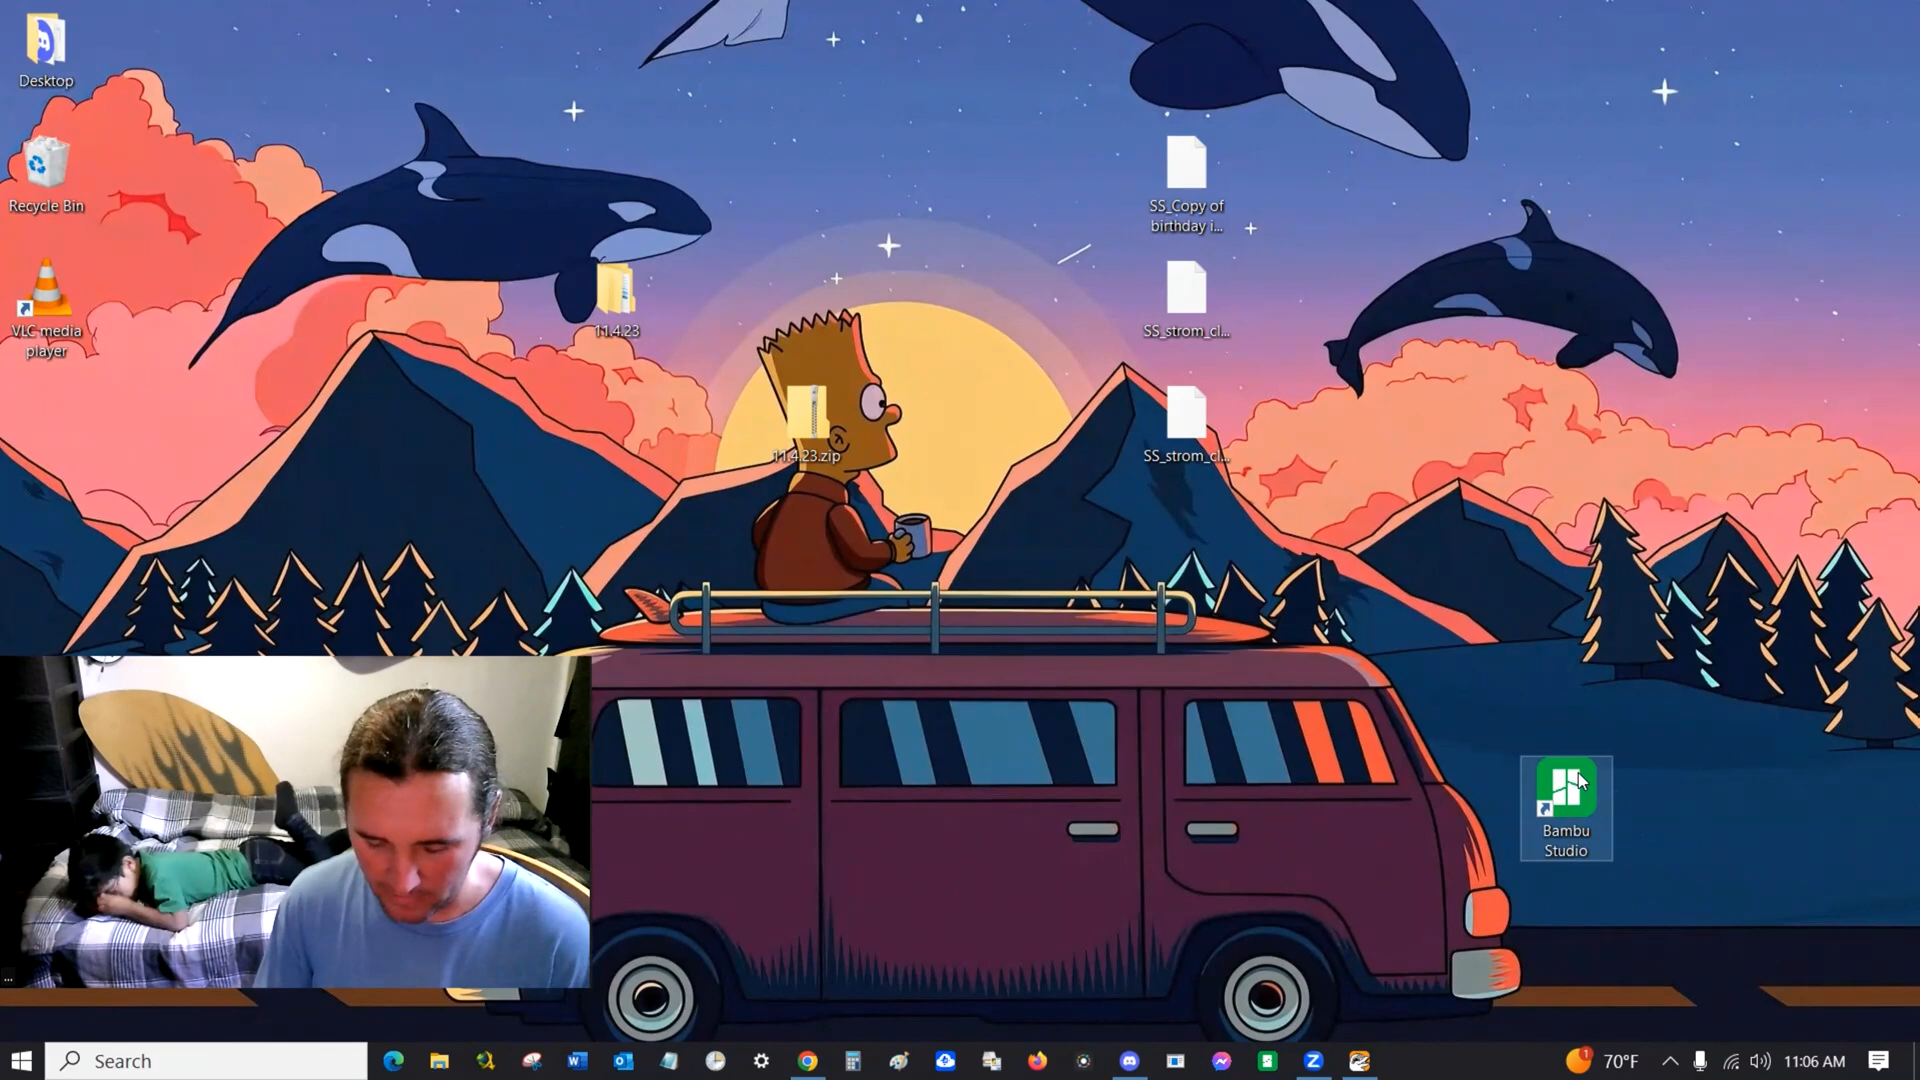 Desktop
Recycle Bin
VLC media
player
11.4.23
11.4.23.zip
SS_Copy of
birthday i...
SS_strom_cl...
SS_strom_cl...
Bambu
Studio
...
Search
1
70°F
11:06 AM